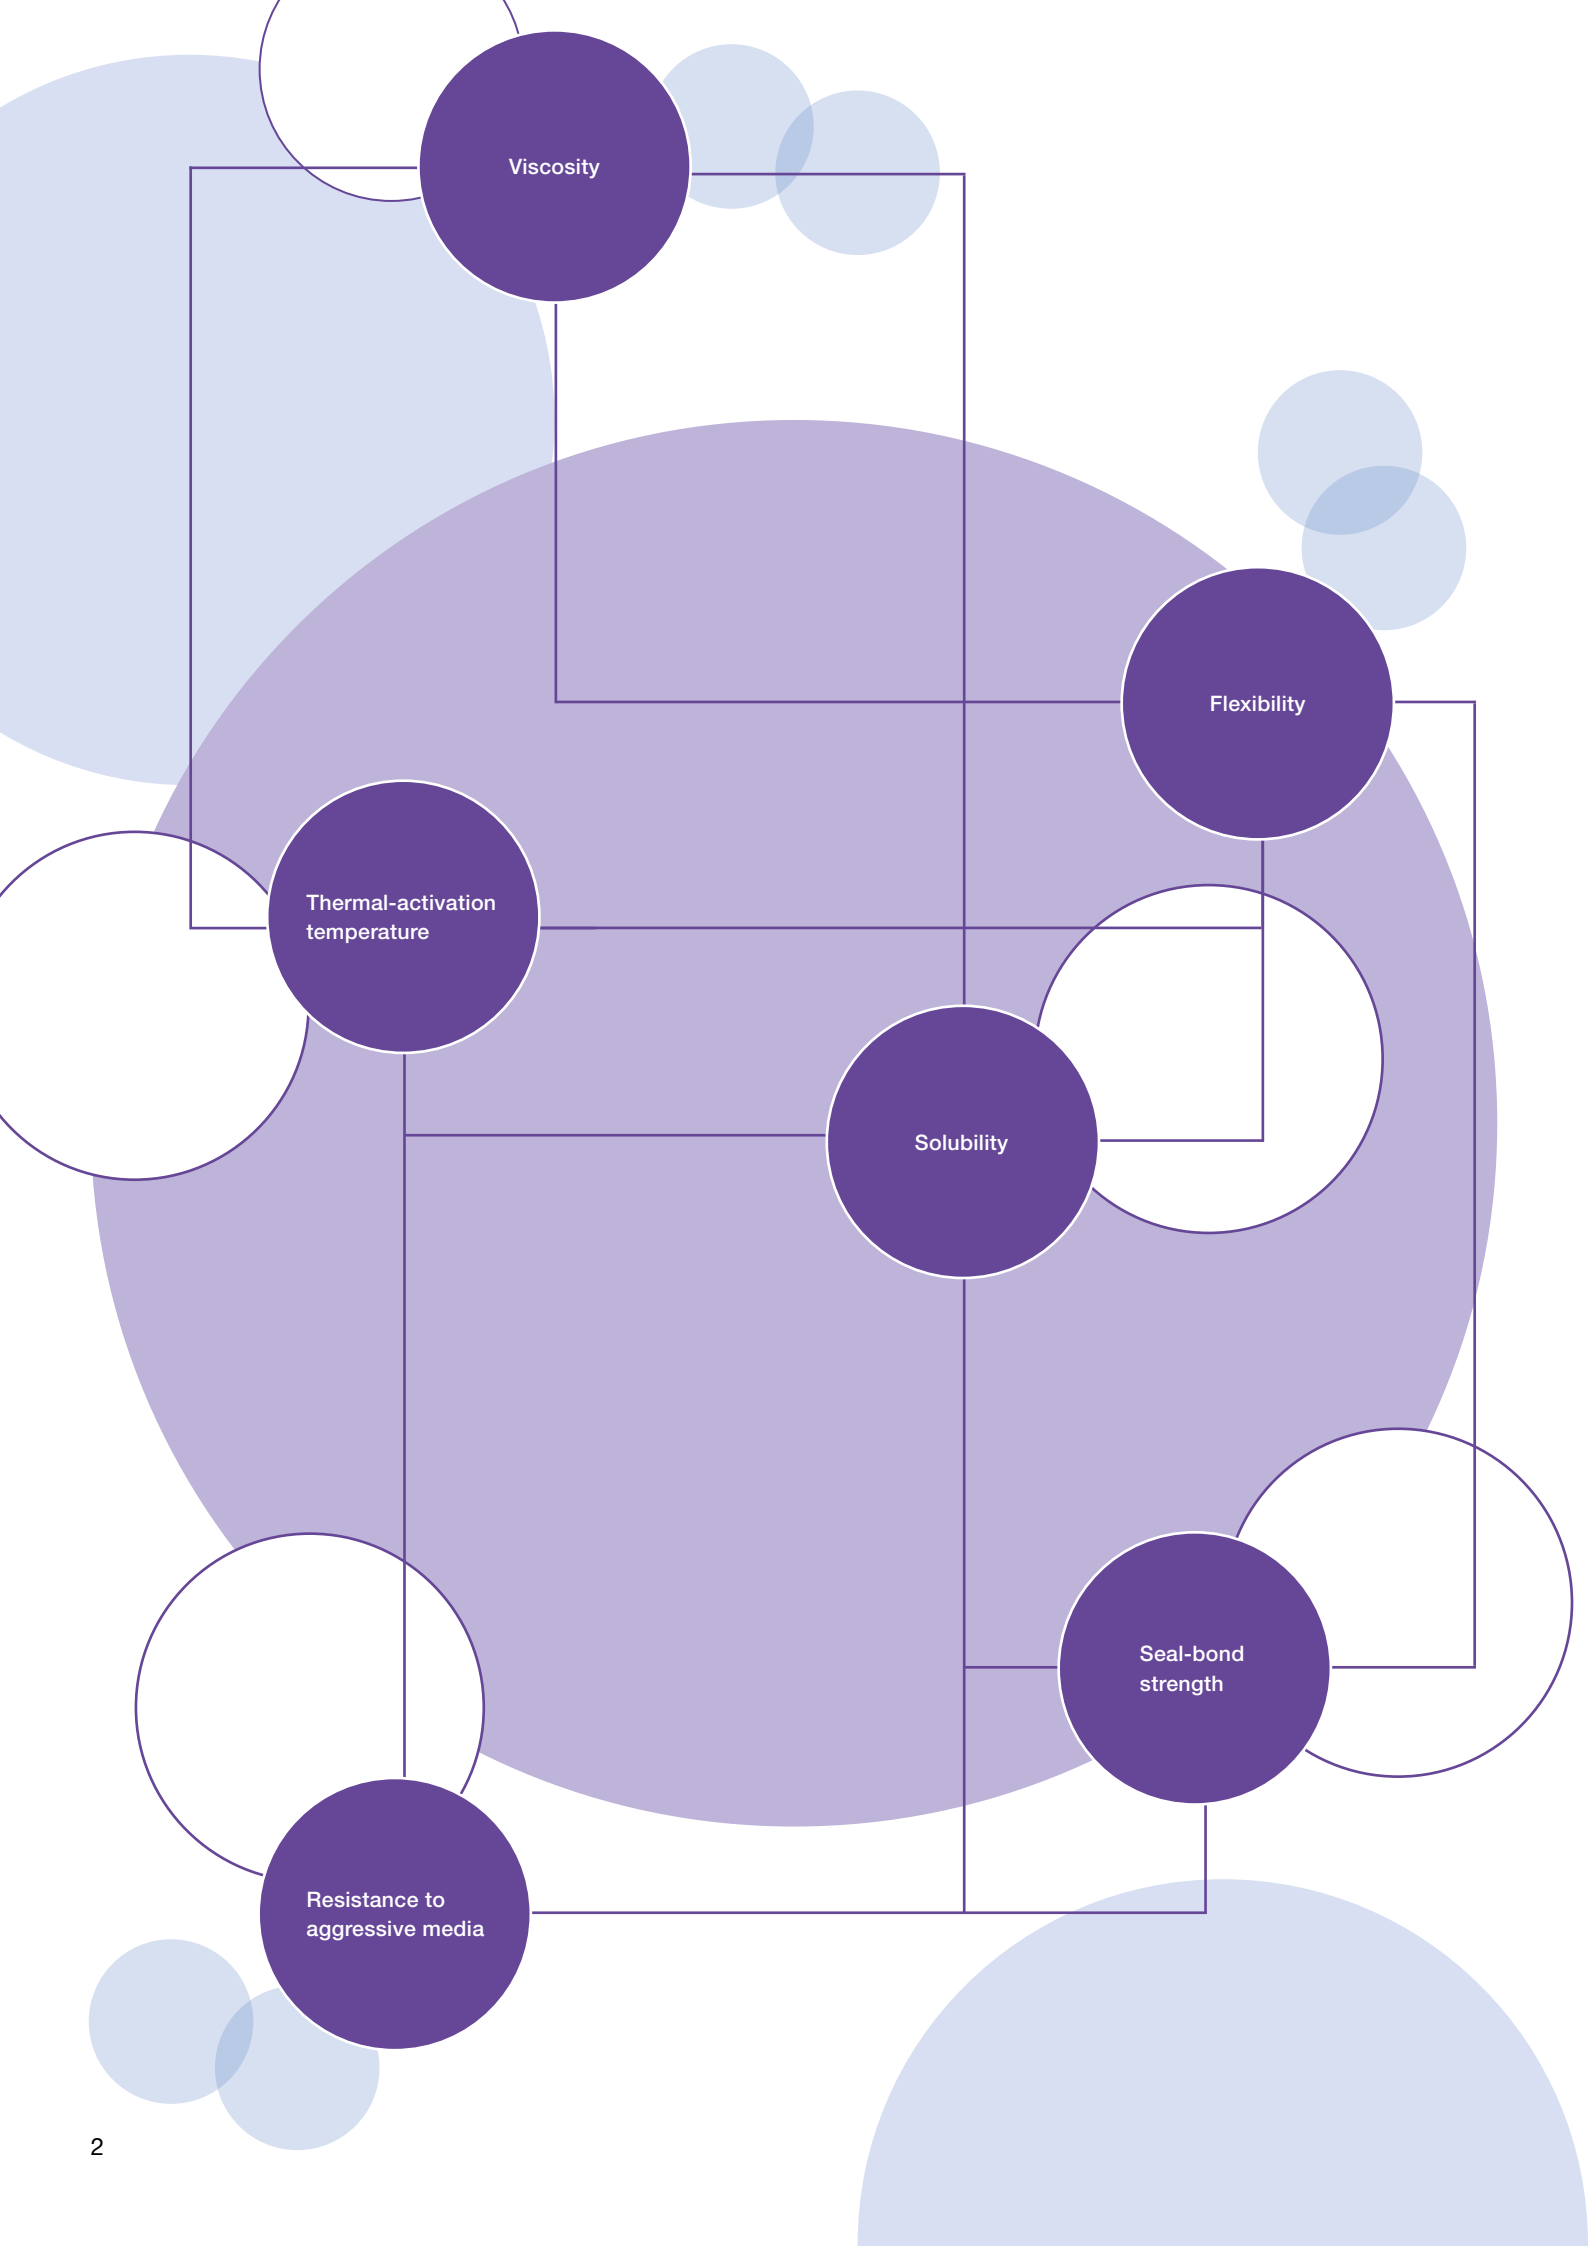 Viscosity
Flexibility
Thermal-activation
temperature
Solubility
Seal-bond
strength
Resistance to
aggressive media
2